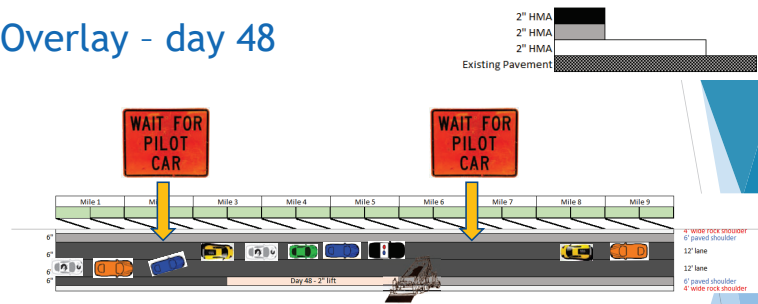 Overlay – day 48
2" HMA
2" HMA
2" HMA
Existing Pavement
WAIT FOR
PILOT
CAR
WAIT FOR
PILOT
CAR
Mile 1
Mile 3
Mile 4
Mile 5
Mile 6
Mile 7
Mile 8
Mile 9
6"
6"
6'
6"
4' wide rock shoulder
6' paved shoulder
12' lane
12' lane
6' paved shoulder
4' wide rock shoulder
Day 48 - 2" lift